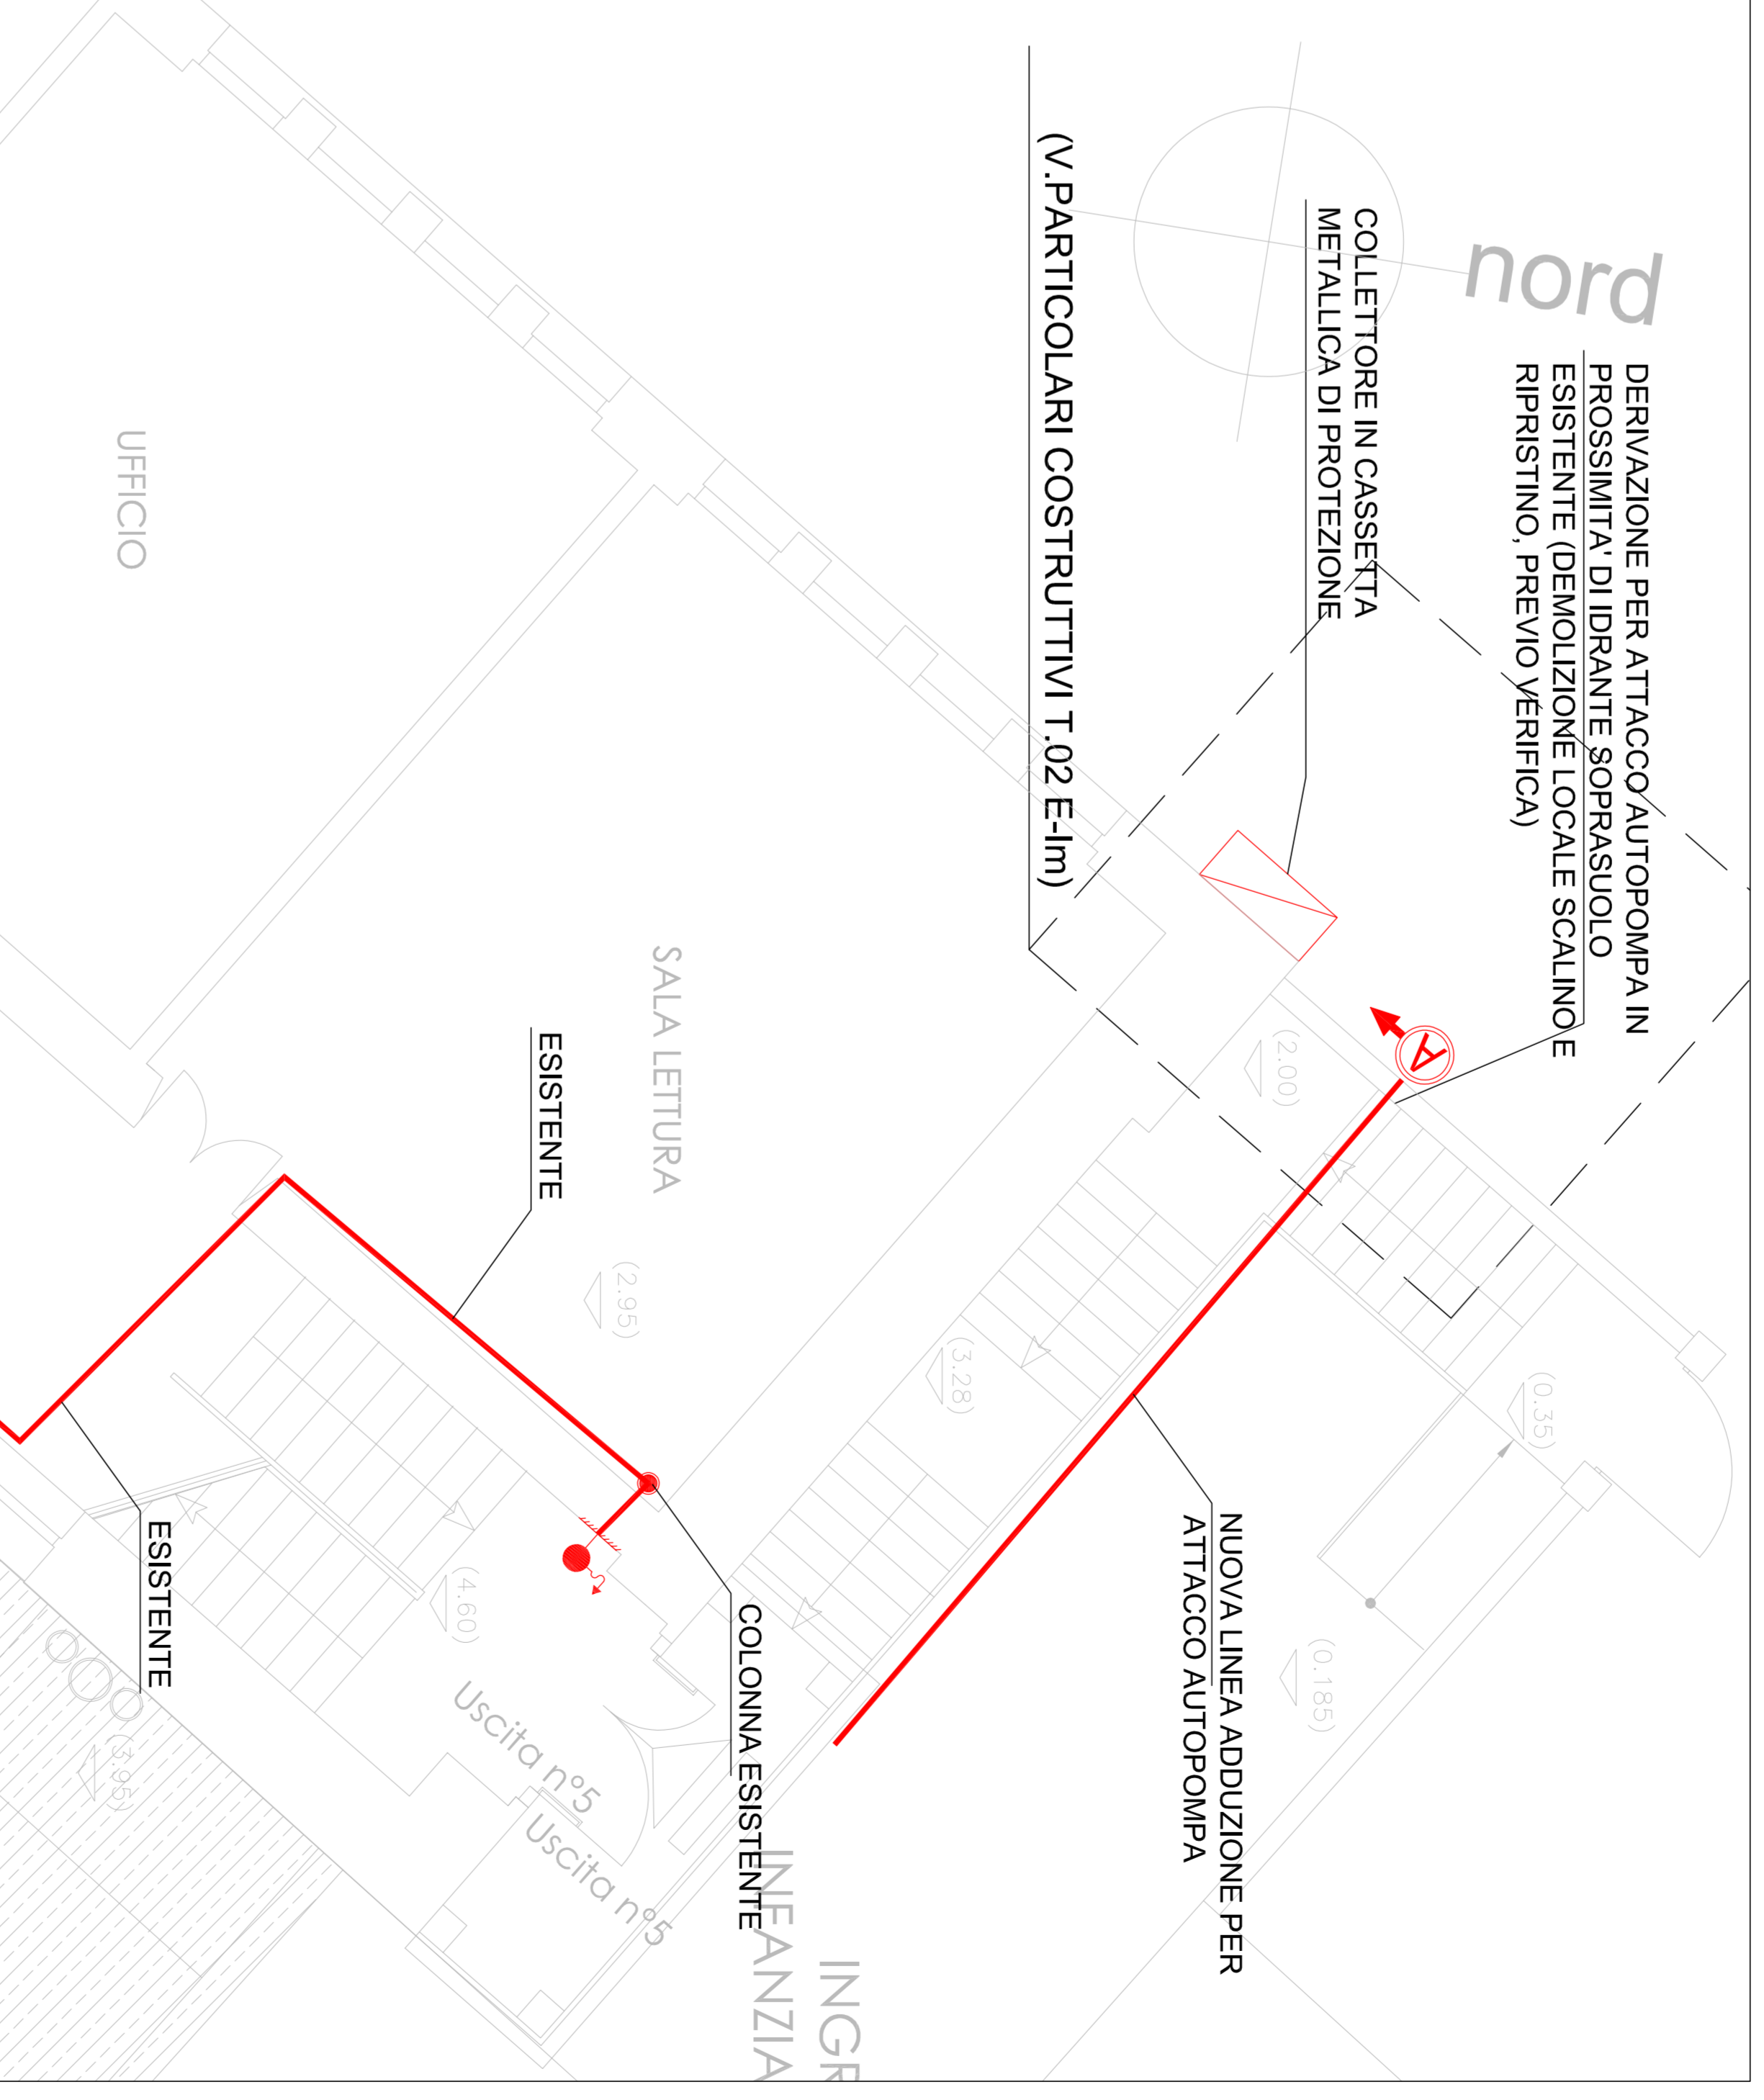 nord
DERIVAZIONE PER ATTACCO AUTOPOMPA IN
PROSSIMITA' DI IDRANTE SOPRASUOLO
ESISTENTE (DEMOLIZIONE LOCALE SCALINO E
RIPRISTINO, PREVIO VERIFICA)
COLLETTORE IN CASSETTA
METALLICA DI PROTEZIONE
(V.PARTICOLARI COSTRUTTIVI T.02 E-Im)
UFFICIO
A
(2.00)
SALA LETTURA
ESISTENTE
(2.95)
(3.28)
(0.35)
NUOVA LINEA ADDUZIONE PER
ATTACCO AUTOPOMPA
(0.185)
COLONNA ESISTENTE
(4.60)
ESISTENTE
Uscita n°5
Uscita n°5
(3.95)
INGR
INFANZIA